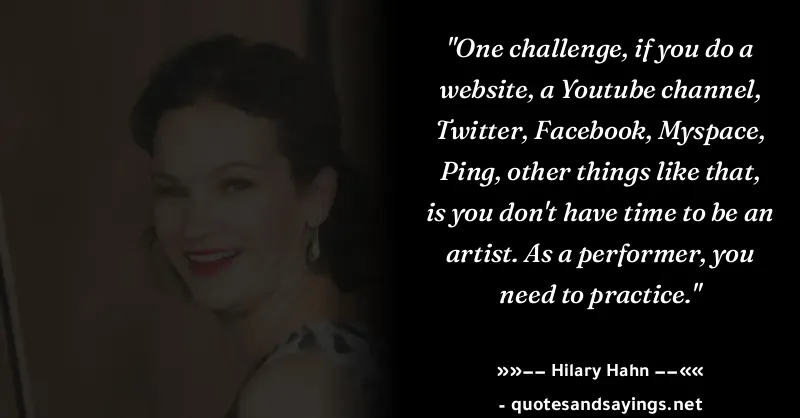 "One challenge, if you do a
website, a Youtube channel,
Twitter, Facebook, Myspace,
Ping, other things like that,
is you don't have time to be an
artist. As a performer, you
need to practice."
»»−− Hilary Hahn −−««
- quotesandsayings.net